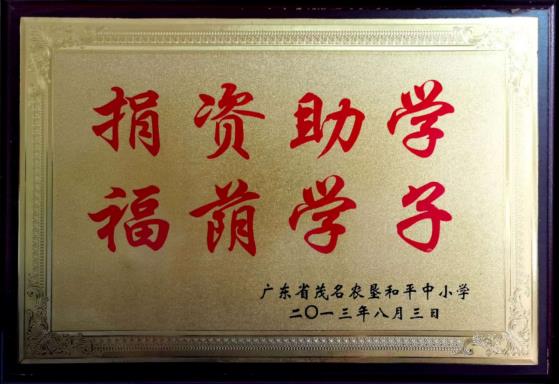 捐资助学
福荫学子
广东省茂名农垦和平中小学
二〇一三年八月三日